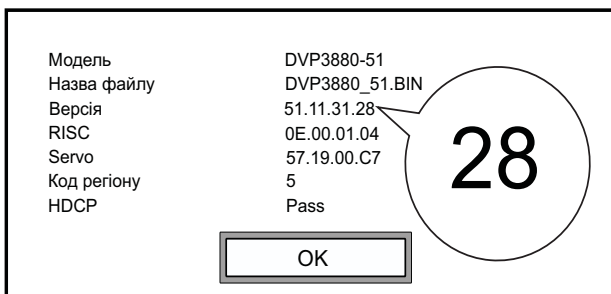 Модель DVP3880-51
Назва файлу DVP3880_51.BIN
Версія 51.11.31.28
RISC 0E.00.01.04
Servo 57.19.00.C7
Код регіону 5
HDCP Pass
28
OK